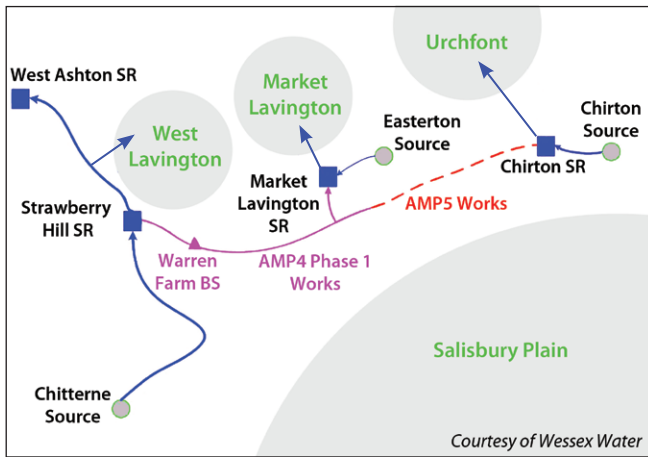 Urchfont
West Ashton SR
Market
Lavington
Chirton
Source
Easterton
Source
West
Lavington
Chirton SR
Market
Lavington
SR
AMP5 Works
Strawberry
Hill SR
Warren
Farm BS
AMP4 Phase 1
Works
Salisbury Plain
Chitterne
Source
Courtesy of Wessex Water